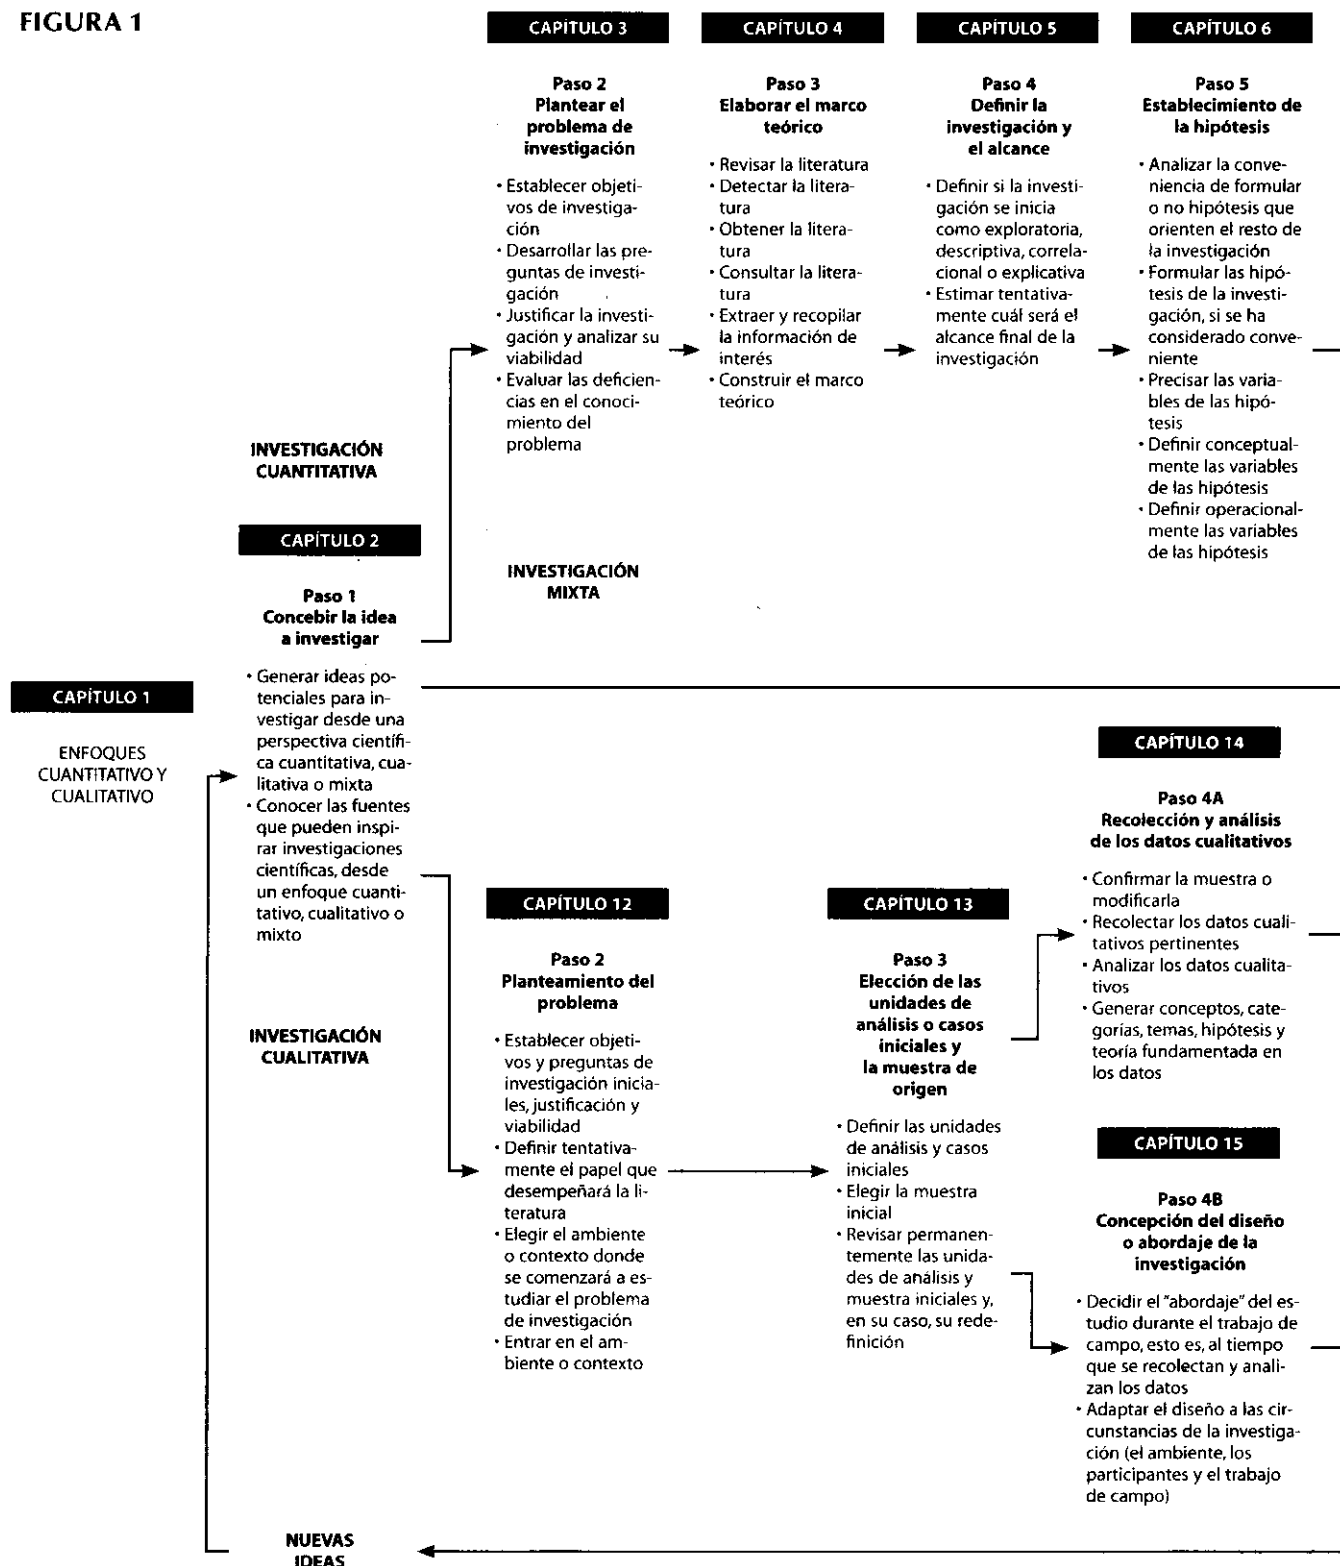 FIGURA 1
CAPÍTULO 3
Paso 2
Plantear el
problema de
investigación
• Establecer objeti-
vos de investiga-
ción
• Desarrollar las pre-
guntas de investi-
gación
• Justificar la investi-
gación y analizar su
viabilidad
• Evaluar las deficien-
cias en el conoci-
miento del
problema
CAPÍTULO 4
Paso 3
Elaborar el marco
teórico
• Revisar la literatura
• Detectar la litera-
tura
• Obtener la litera-
tura
• Consultar la litera-
tura
• Extraer y recopilar
la información de
interés
• Construir el marco
teórico
CAPÍTULO 5
Paso 4
Definir la
investigación y
el alcance
• Definir si la investi-
gación se inicia
como exploratoria,
descriptiva, correla-
cional o explicativa
• Estimar tentativa-
mente cuál será el
alcance final de la
investigación
CAPÍTULO 6
Paso 5
Establecimiento de
la hipótesis
• Analizar la conve-
niencia de formular
o no hipótesis que
orienten el resto de
la investigación
• Formular las hipó-
tesis de la investi-
gación, si se ha
considerado conve-
niente
• Precisar las varia-
bles de las hipó-
tesis
• Definir conceptual-
mente las variables
de las hipótesis
• Definir operacional-
mente las variables
de las hipótesis
INVESTIGACIÓN
CUANTITATIVA
INVESTIGACIÓN
MIXTA
CAPÍTULO 2
Paso 1
Concebir la idea
a investigar
• Generar ideas po-
tenciales para in-
vestigar desde una
perspectiva científi-
ca cuantitativa, cua-
litativa o mixta
• Conocer las fuentes
que pueden inspi-
rar investigaciones
científicas, desde
un enfoque cuanti-
tativo, cualitativo o
mixto
CAPÍTULO 1
ENFOQUES
CUANTITATIVO Y
CUALITATIVO
INVESTIGACIÓN
CUALITATIVA
CAPÍTULO 12
Paso 2
Planteamiento del
problema
• Establecer objeti-
vos y preguntas de
investigación inicia-
les, justificación y
viabilidad
• Definir tentativa-
mente el papel que
desempeñará la li-
teratura
• Elegir el ambiente
o contexto donde
se comenzará a es-
tudiar el problema
de investigación
• Entrar en el am-
biente o contexto
CAPÍTULO 13
Paso 3
Elección de las
unidades de
análisis o casos
iniciales y
la muestra de
origen
• Definir las unidades
de análisis y casos
iniciales
• Elegir la muestra
inicial
• Revisar permanen-
temente las unida-
des de análisis y
muestra iniciales y,
en su caso, su rede-
finición
CAPÍTULO 14
Paso 4A
Recolección y análisis
de los datos cualitativos
• Confirmar la muestra o
modificarla
• Recolectar los datos cuali-
tativos pertinentes
• Analizar los datos cualita-
tivos
• Generar conceptos, cate-
gorías, temas, hipótesis y
teoría fundamentada en
los datos
CAPÍTULO 15
Paso 4B
Concepción del diseño
o abordaje de la
investigación
• Decidir el "abordaje" del es-
tudio durante el trabajo de
campo, esto es, al tiempo
que se recolectan y anali-
zan los datos
• Adaptar el diseño a las cir-
cunstancias de la investiga-
ción (el ambiente, los
participantes y el trabajo
de campo)
NUEVAS
IDEAS